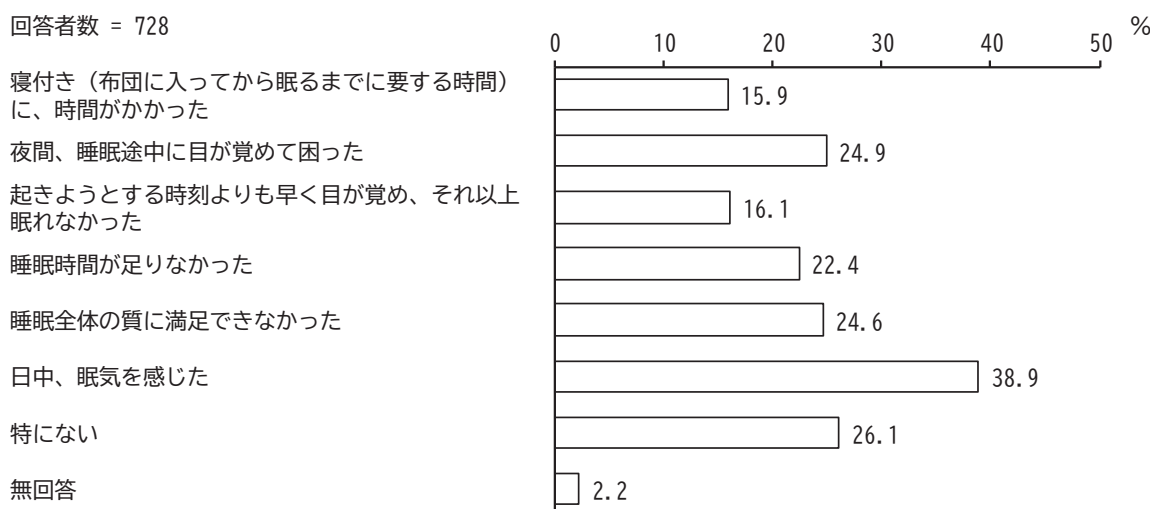 回答者数 = 728
%
0 10 20 30 40 50
寝付き（布団に入ってから眠るまでに要する時間）
に、時間がかかった
15.9
夜間、睡眠途中に目が覚めて困った
24.9
起きようとする時刻よりも早く目が覚め、それ以上
眠れなかった
16.1
睡眠時間が足りなかった
22.4
睡眠全体の質に満足できなかった
24.6
日中、眠気を感じた
38.9
特にない
26.1
無回答
2.2